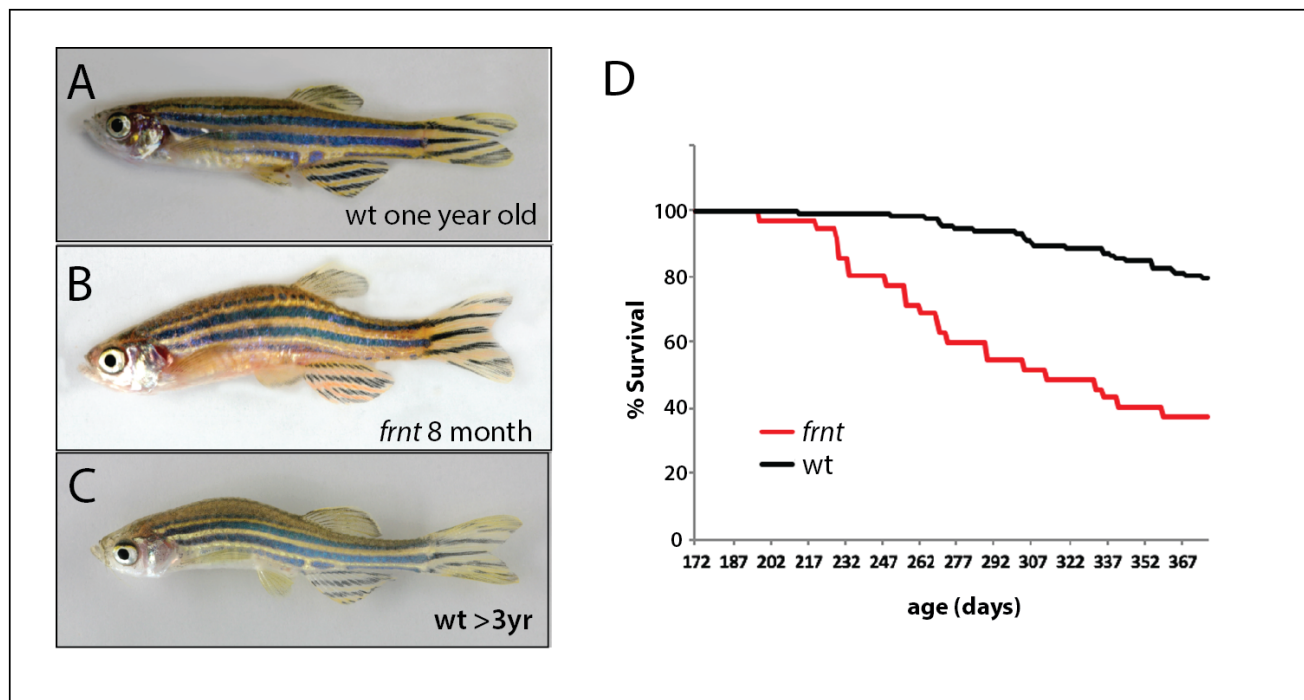 A
wt one year old
B
frnt 8 month
C
wt >3yr
D
% Survival
100
80
60
40
20
0
frnt
wt
172 187 202 217 232 247 262 277 292 307 322 337 352 367
age (days)